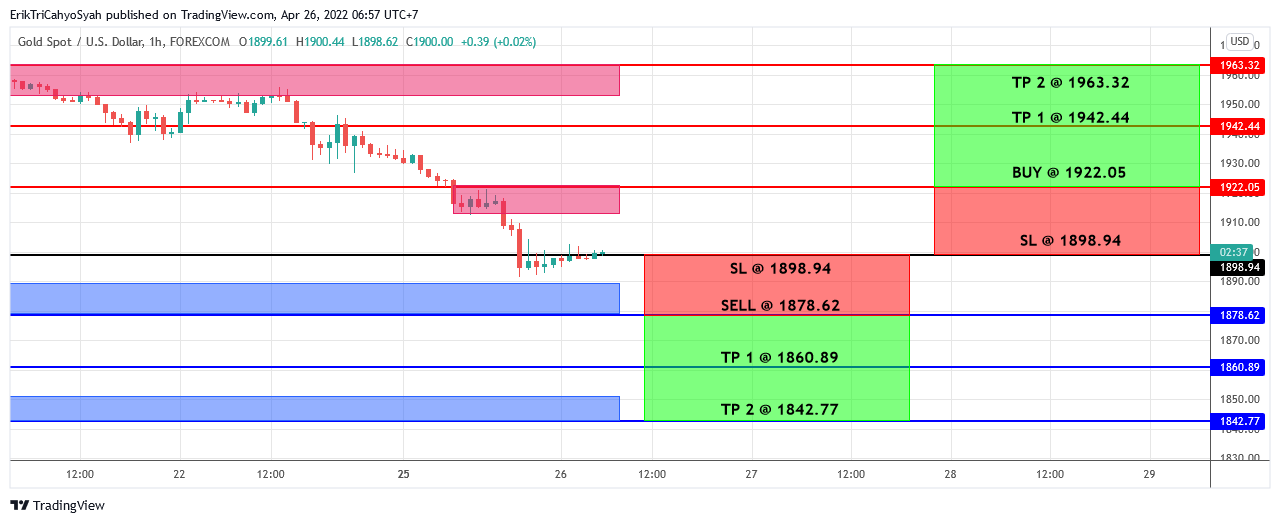 ErikTriCahyoSyah published on TradingView.com, Apr 26, 2022 06:57 UTC+7
Gold Spot / U.S. Dollar, 1h, FOREXCOM O1899.61 H1900.44 L1898.62 C1900.00 +0.39 (+0.02%)
USD
1963.32
1960.00
TP 2 @ 1963.32
1950.00
TP 1 @ 1942.44
1942.44
1930.00
BUY @ 1922.05
1922.05
1910.00
SL @ 1898.94
02:37
SL @ 1898.94
1898.94
1890.00
SELL @ 1878.62
1878.62
1870.00
TP 1 @ 1860.89
1860.89
1850.00
TP 2 @ 1842.77
1842.77
1830.00
12:00 22 12:00 25 26 12:00 27 12:00 28 12:00 29
TradingView